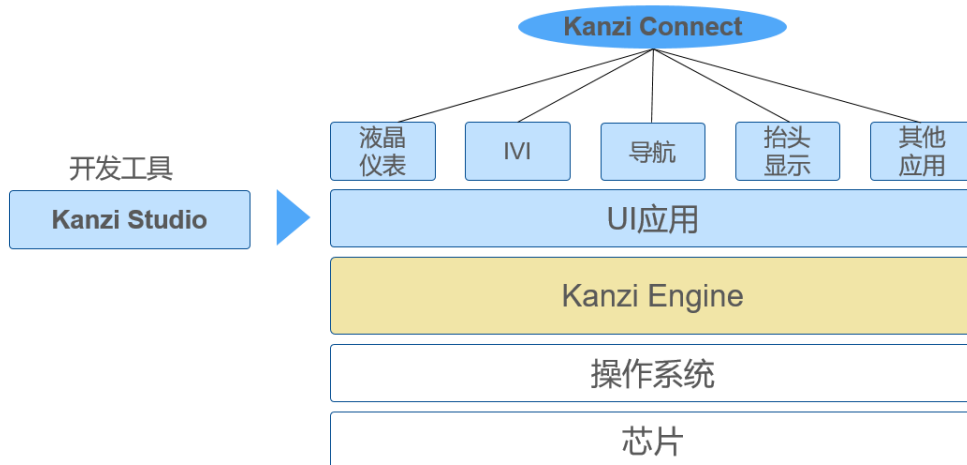 Kanzi Connect
液晶
仪表
IVI
导航
抬头
显示
其他
应用
开发工具
Kanzi Studio
UI应用
Kanzi Engine
操作系统
芯片